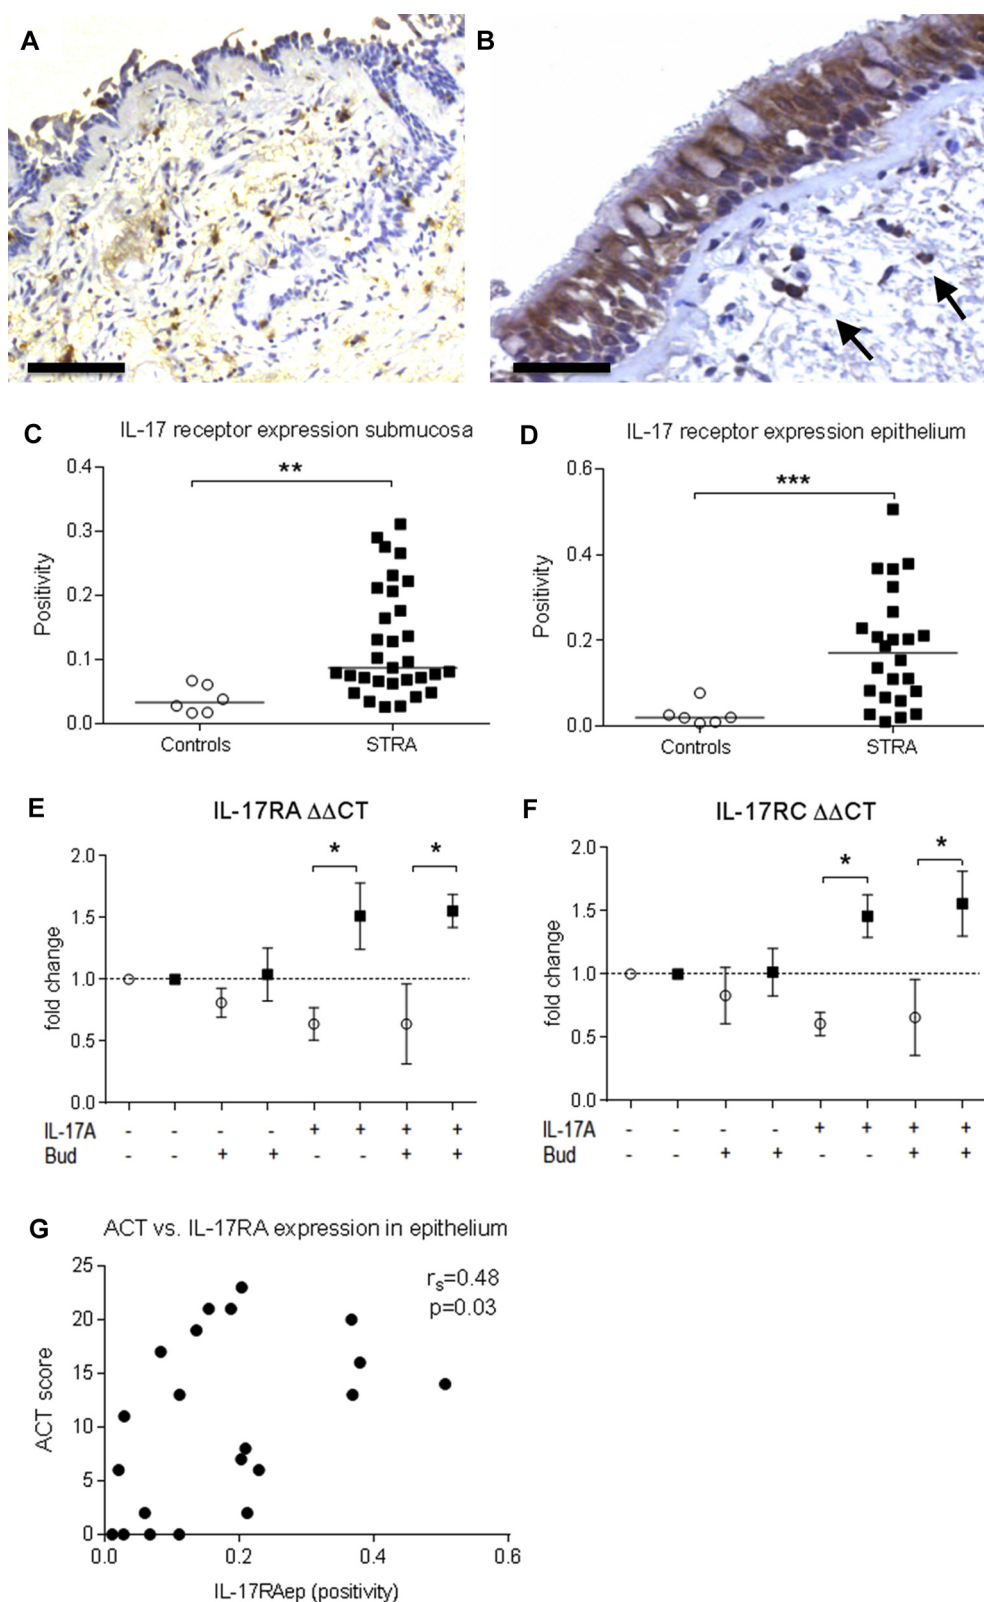 A
B
C IL-17 receptor expression submucosa
0.4
0.3
0.2
0.1
0.0
Positivity
**
Controls STRA
D IL-17 receptor expression epithelium
0.6
0.4
0.2
0.0
Positivity
***
Controls STRA
E IL-17RA ΔΔCT
2.0
1.5
1.0
0.5
0.0
fold change
* *
IL-17A - - - - + + + +
Bud - - + + - - + +
F IL-17RC ΔΔCT
2.0
1.5
1.0
0.5
0.0
fold change
* *
IL-17A - - - - + + + +
Bud - - + + - - + +
G ACT vs. IL-17RA expression in epithelium
25
20
15
10
5
0
ACT score
rs=0.48
p=0.03
0.0 0.2 0.4 0.6
IL-17RAep (positivity)